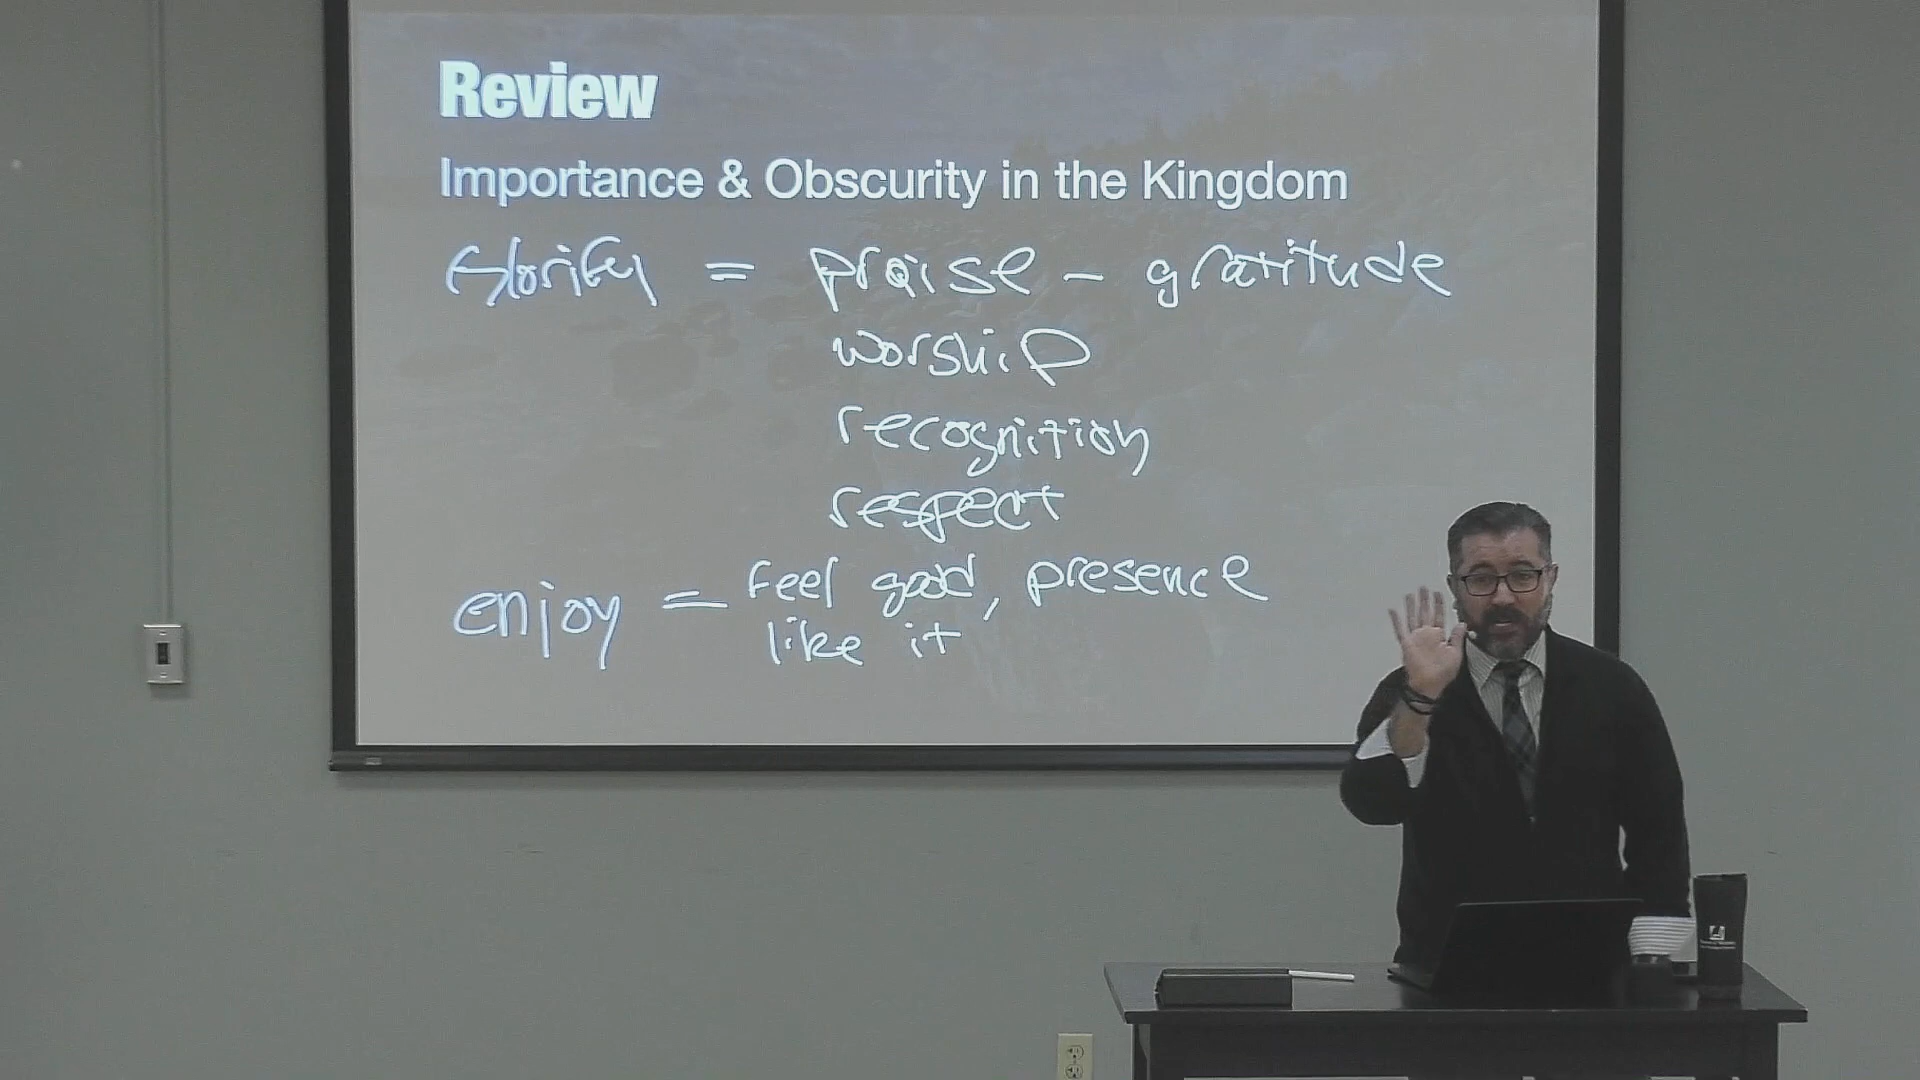 Review
Importance & Obscurity in the Kingdom
Glorify = praise - gratitude
worship
recognition
respect
enjoy = feel good, presence
like it